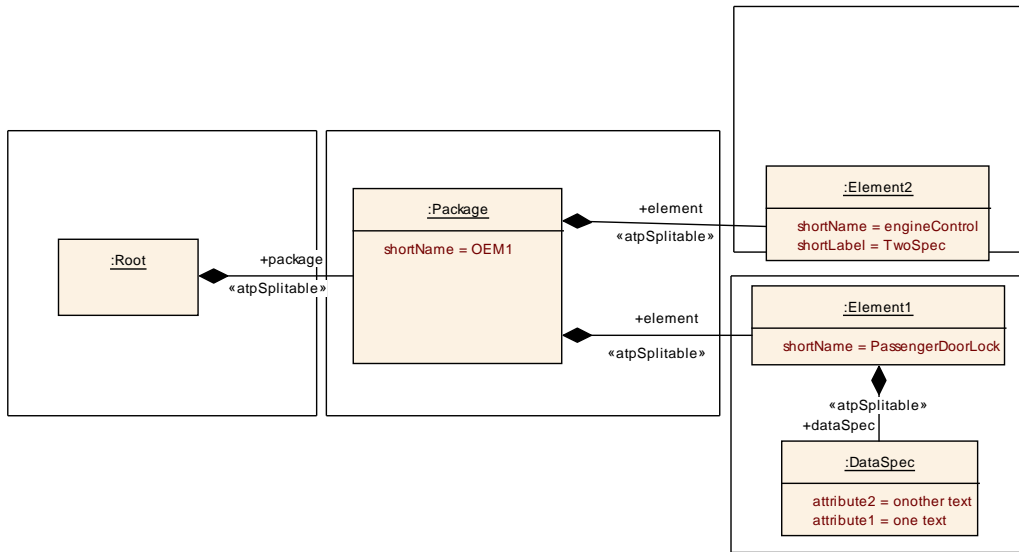 :Root
+package
«atpSplitable»
:Package
shortName = OEM1
+element
«atpSplitable»
+element
«atpSplitable»
:Element2
shortName = engineControl
shortLabel = TwoSpec
:Element1
shortName = PassengerDoorLock
«atpSplitable»
+dataSpec
:DataSpec
attribute2 = onother text
attribute1 = one text